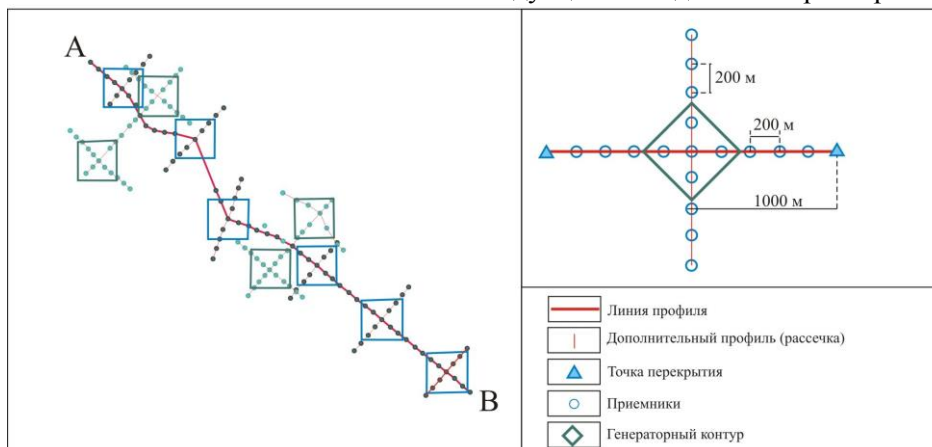 A
B
200 м
200 м
1000 м
Линия профиля
Дополнительный профиль (рассечка)
Точка перекрытия
Приемники
Генераторный контур